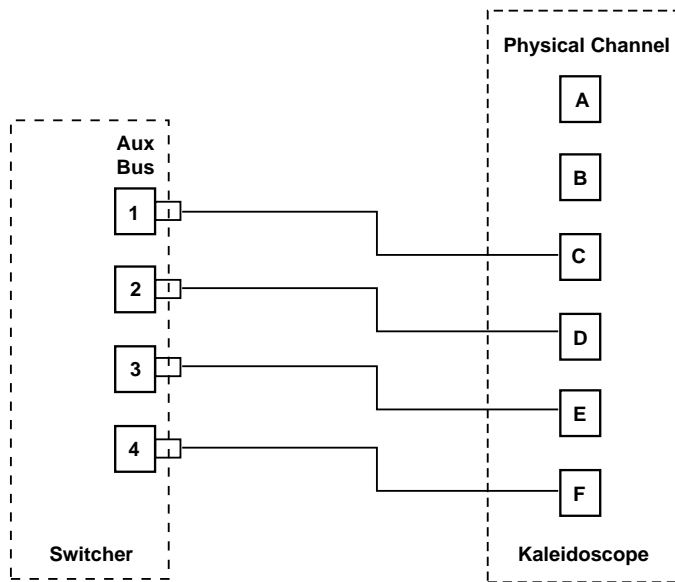 Physical Channel
A
B
C
D
E
F
Kaleidoscope
Aux
Bus
1
2
3
4
Switcher